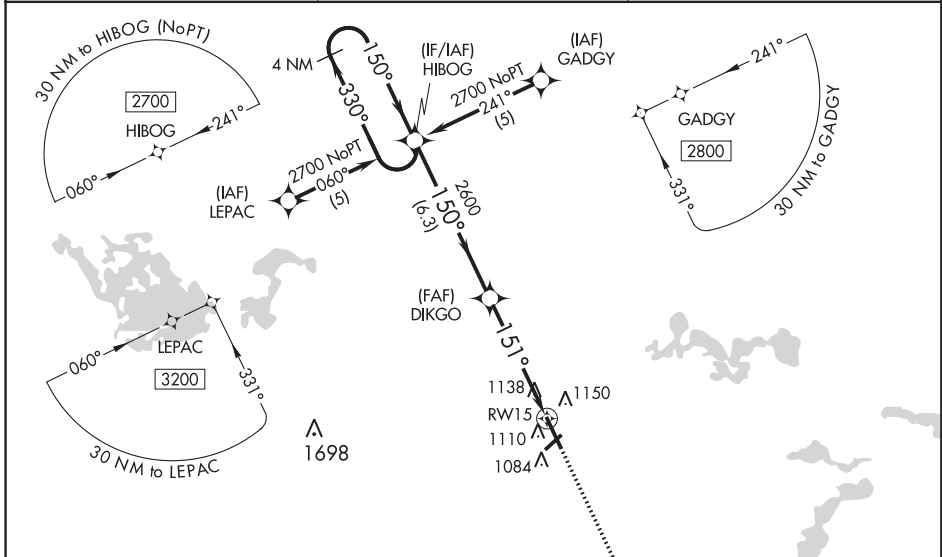 30 NM to HIBOG (NoPT)
2700
HIBOG
241°
060°
4 NM
150°
330°
(IF/IAF)
HIBOG
(IAF)
GADGY
2700 NoPT
241°
(5)
241°
GADGY
2800
331°
30 NM to GADGY
2700 NoPT
060°
(5)
(IAF)
LEPAC
2600
150°
(6.3)
(FAF)
DIKGO
151°
060°
LEPAC
3200
331°
30 NM to LEPAC
1698
1138
1150
RW15
1110
1084